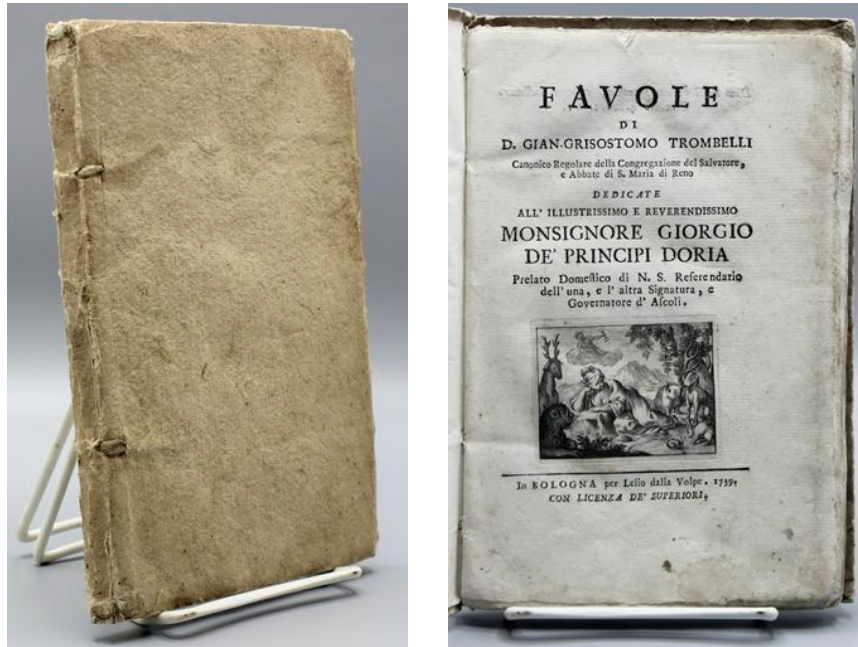 FAVOLE
DI
D. GIAN-GRISOSTOMO TROMBELLI
Canonico Regolare della Congregazione del Salvatore,
e Abbate di S. Maria di Reno
DEDICATE
ALL' ILLUSTRISSIMO E REVERENDISSIMO
MONSIGNORE GIORGIO
DE' PRINCIPI DORIA
Prelato Domeſtico di N. S. Referendario
dell' una, e l' altra Signatura, e
Governatore d' Aſcoli.
In BOLOGNA per Lelio dalla Volpe. 1739.
CON LICENZA DE' SUPERIORI.